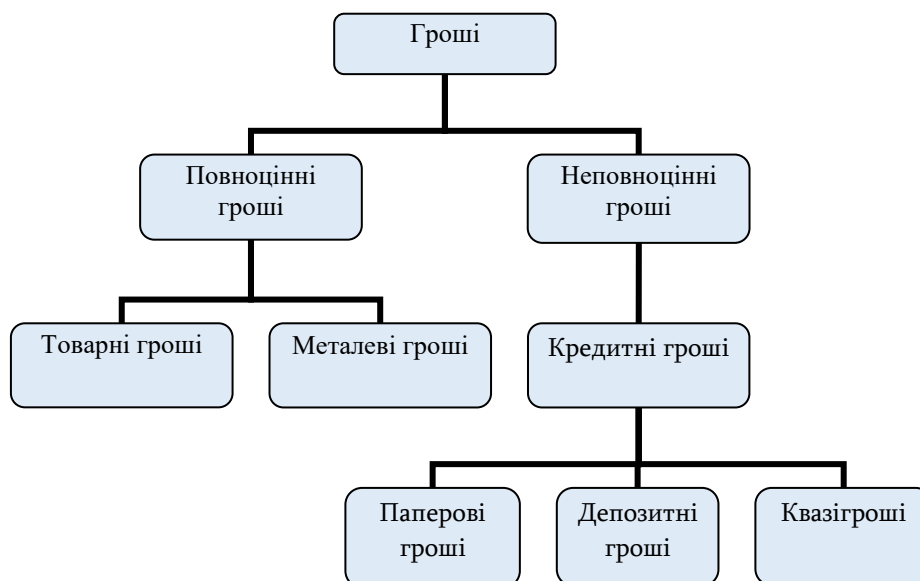 Гроші
Повноцінні
гроші
Неповноцінні
гроші
Товарні гроші
Металеві гроші
Кредитні гроші
Паперові
гроші
Депозитні
гроші
Квазігроші